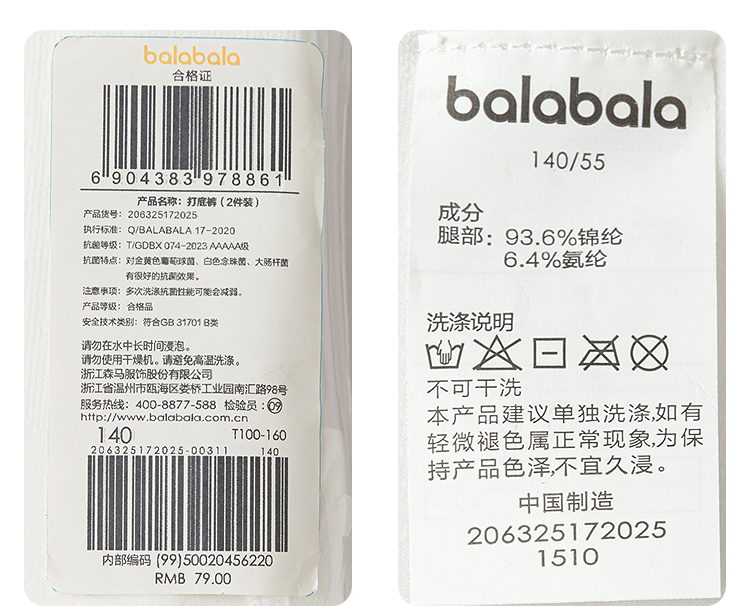 balabala
合格证
6 904383 978861
产品名称：打底裤（2件装）
产品货号：206325172025
执行标准：Q/BALABALA 17-2020
抗菌等级：T/GDBX 074-2023 AAAAA级
抗菌特点：对金黄色葡萄球菌、白色念珠菌、大肠杆菌
有很好的抗菌效果。
注意事项：多次洗涤抗菌性能可能会减弱。
产品等级：合格品
安全技术类别：符合GB 31701 B类
请勿在水中长时间浸泡。
请勿使用干燥机。请避免高温洗涤。
浙江森马服饰股份有限公司
浙江省温州市瓯海区娄桥工业园南汇路98号
服务热线：400-8877-588 检验员：09
http://www.balabala.com.cn
140 T100-160
206325172025-00311 140
内部编码 (99)50020456220
RMB 79.00
balabala
140/55
成分
腿部：93.6%锦纶
6.4%氨纶
洗涤说明
不可干洗
本产品建议单独洗涤,如有
轻微褪色属正常现象,为保
持产品色泽,不宜久浸。
中国制造
206325172025
1510